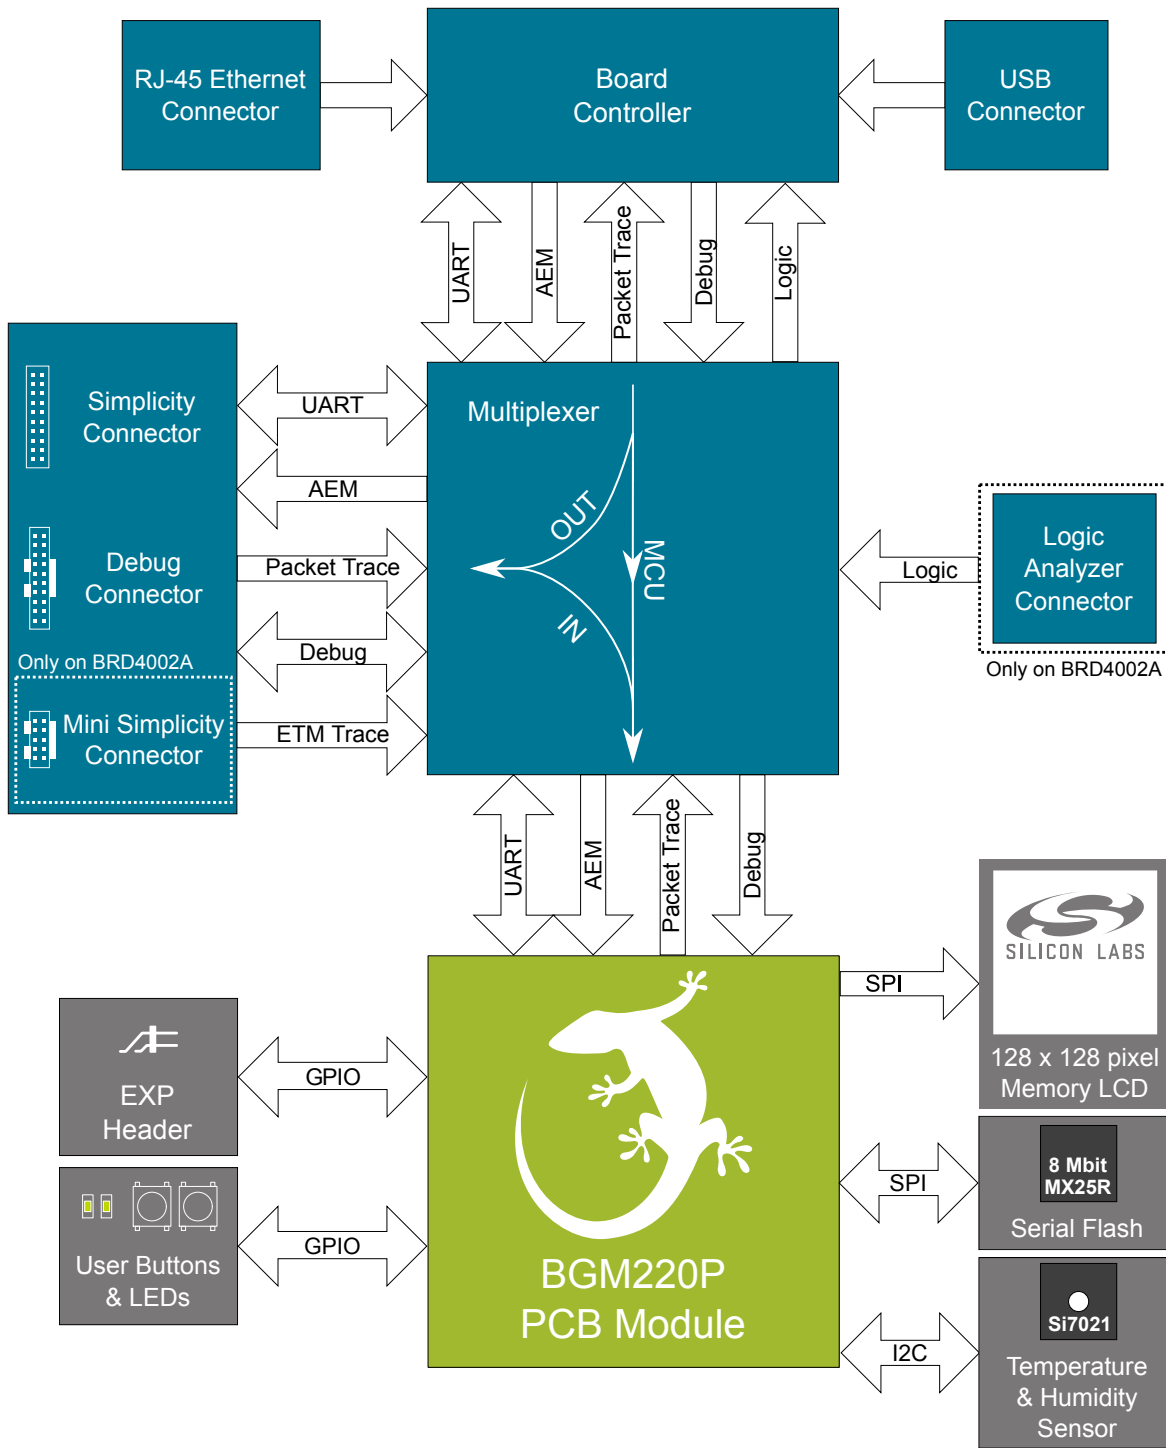 RJ-45 Ethernet
Connector
Board
Controller
USB
Connector
UART
AEM
Packet Trace
Debug
Logic
Simplicity
Connector
Debug
Connector
Only on BRD4002A
Mini Simplicity
Connector
UART
AEM
Packet Trace
Debug
ETM Trace
Multiplexer
OUT
MCU
IN
Logic
Logic
Analyzer
Connector
Only on BRD4002A
UART
AEM
Packet Trace
Debug
EXP
Header
GPIO
User Buttons
& LEDs
GPIO
BGM220P
PCB Module
SPI
SILICON LABS
128 x 128 pixel
Memory LCD
SPI
8 Mbit
MX25R
Serial Flash
I2C
Si7021
Temperature
& Humidity
Sensor